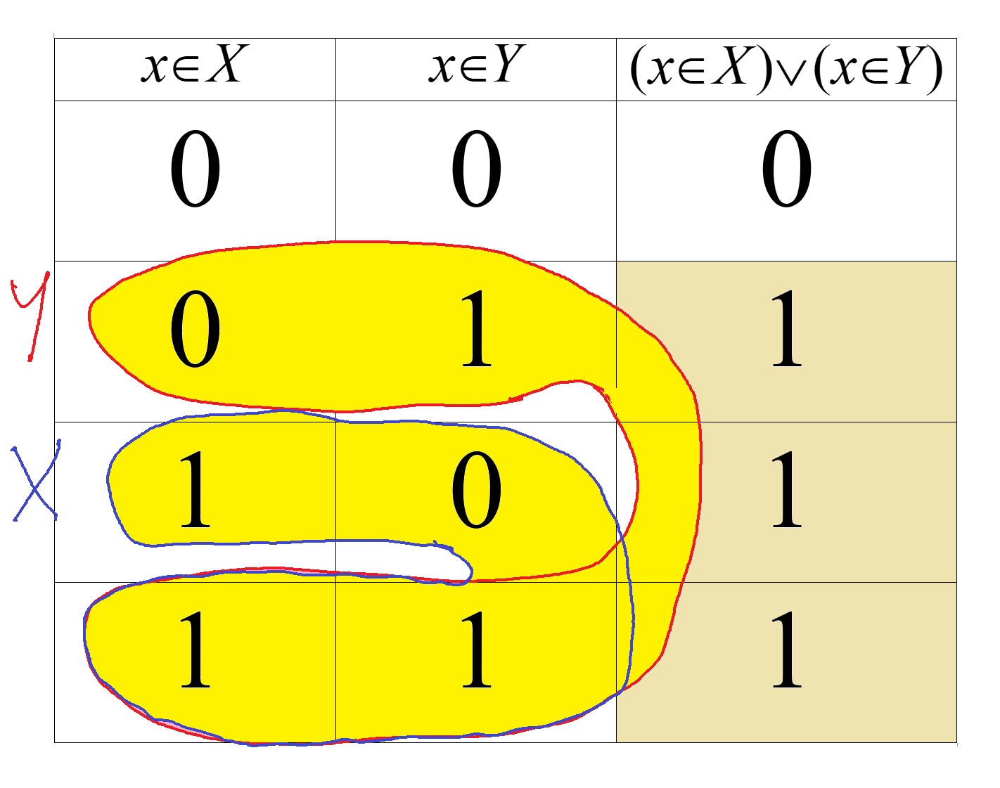 x∈X x∈Y (x∈X)∨(x∈Y)
0 0 0
Y 0 1 1
X 1 0 1
1 1 1